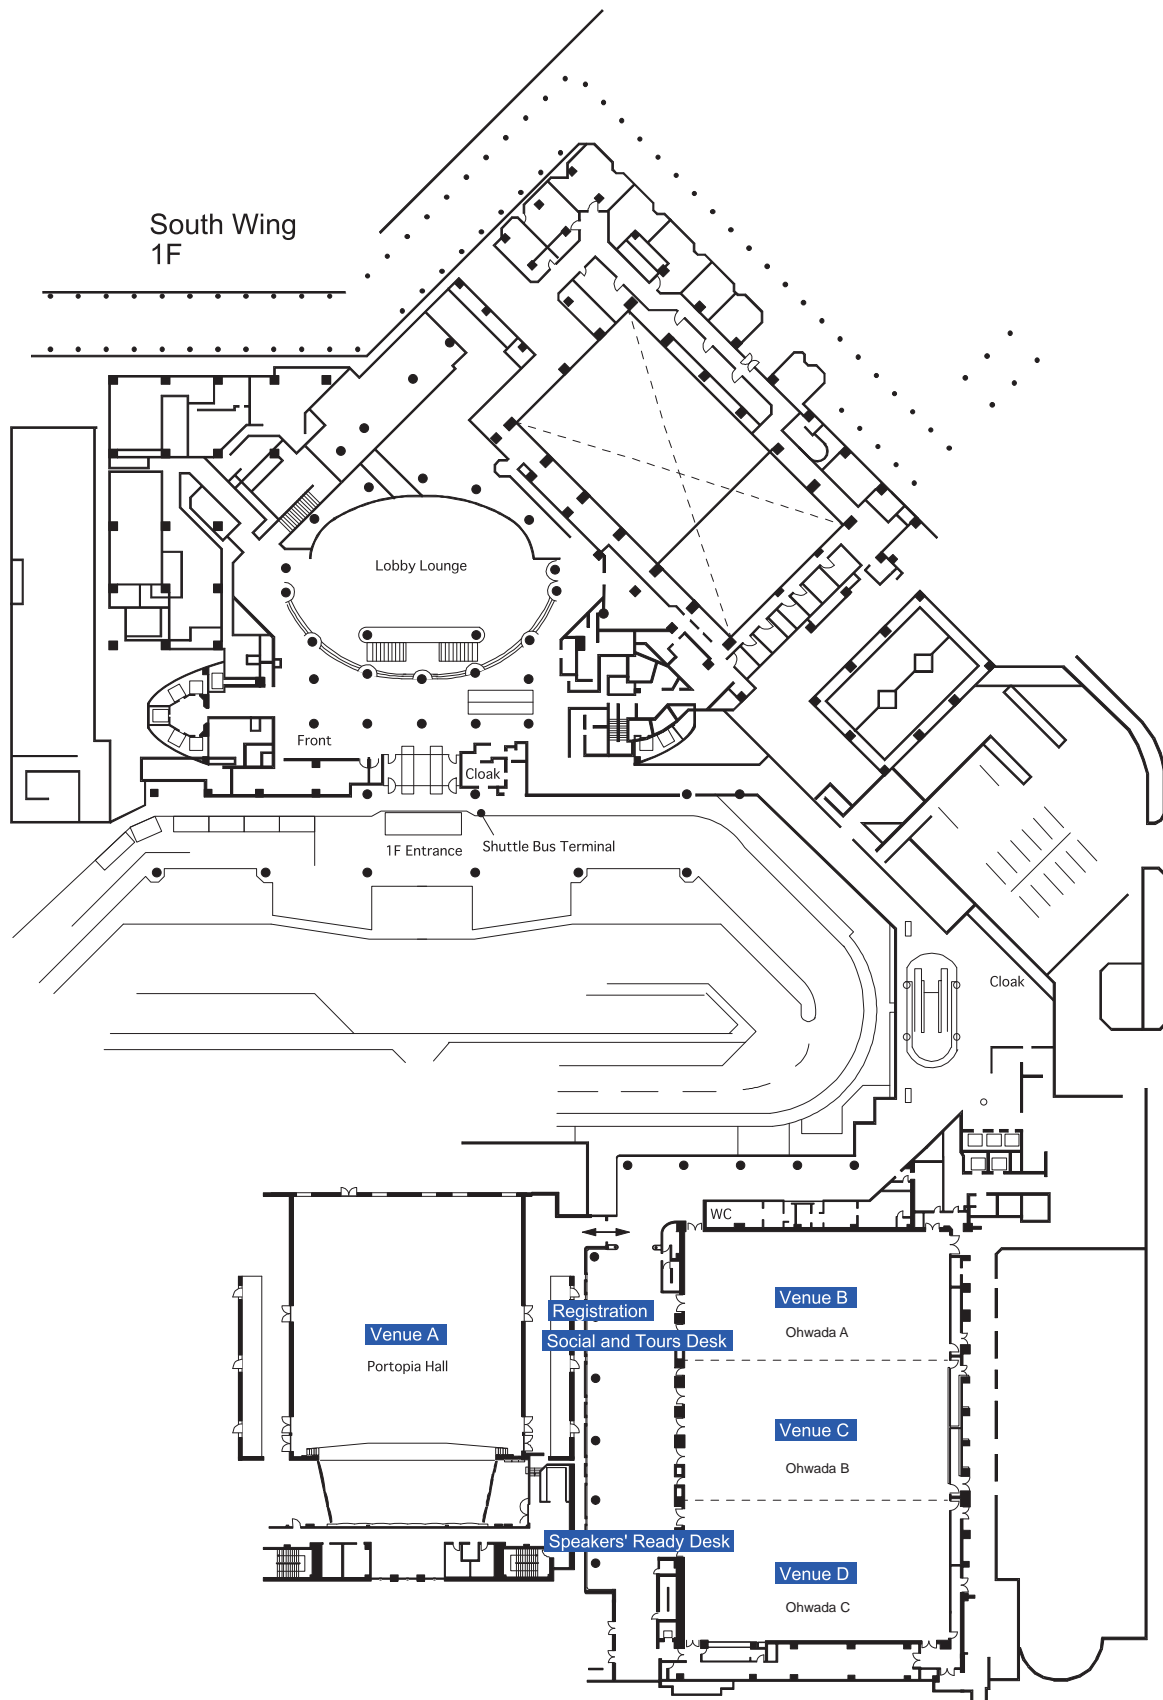 South Wing
1F
Lobby Lounge
Front
Cloak
1F Entrance
Shuttle Bus Terminal
Cloak
WC
Venue B
Registration
Venue A
Ohwada A
Social and Tours Desk
Portopia Hall
Venue C
Ohwada B
Speakers' Ready Desk
Venue D
Ohwada C